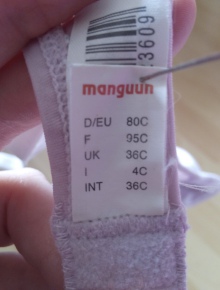 3609
manguun
D/EU 80C
F 95C
UK 36C
I 4C
INT 36C